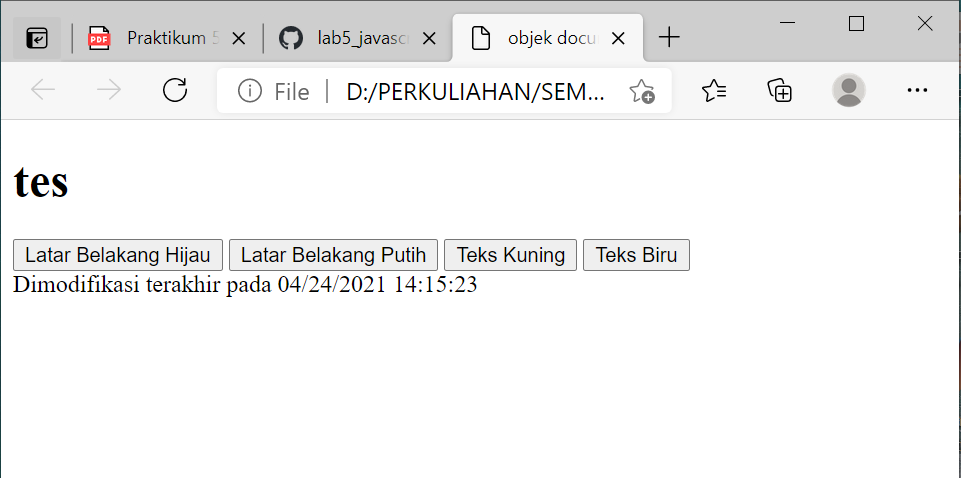 Praktikum 5
lab5_javasc
objek docu
File
D:/PERKULIAHAN/SEM...
tes
Latar Belakang Hijau
Latar Belakang Putih
Teks Kuning
Teks Biru
Dimodifikasi terakhir pada 04/24/2021 14:15:23